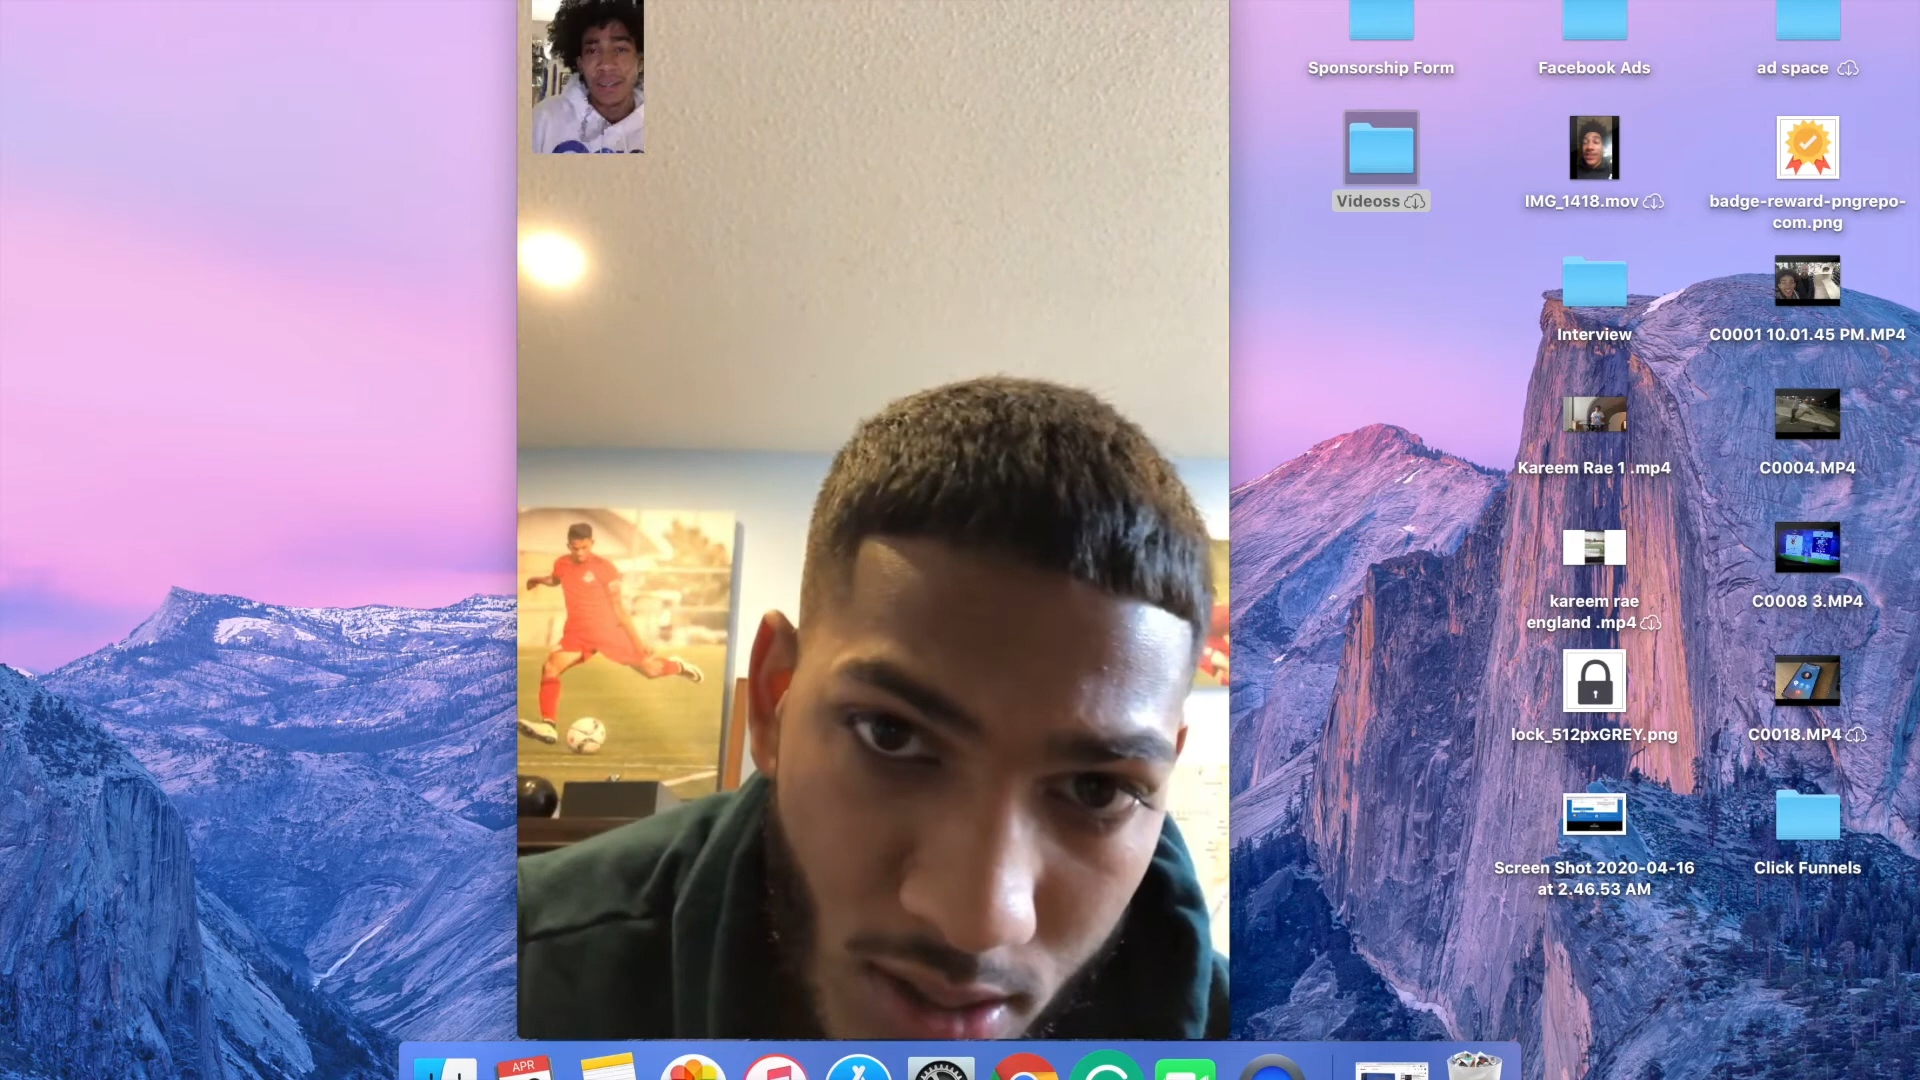 Sponsorship Form
Facebook Ads
ad space
Videoss
IMG_1418.mov
badge-reward-pngrepo-
com.png
Interview
C0001 10.01.45 PM.MP4
Kareem Rae 1 .mp4
C0004.MP4
kareem rae
england .mp4
C0008 3.MP4
lock_512pxGREY.png
C0018.MP4
Screen Shot 2020-04-16
at 2.46.53 AM
Click Funnels
APR